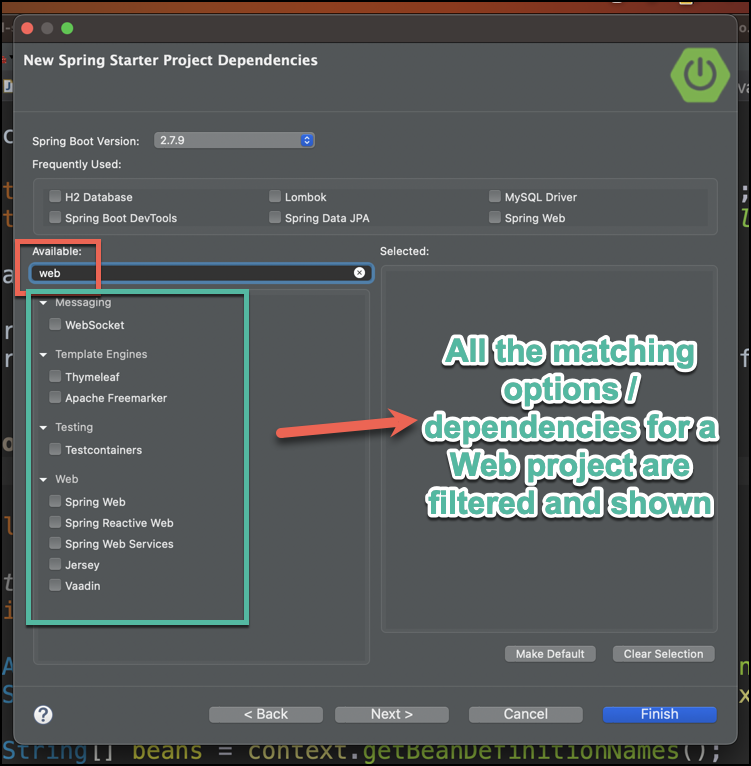 New Spring Starter Project Dependencies
Spring Boot Version: 2.7.9
Frequently Used:
H2 Database Lombok MySQL Driver
Spring Boot DevTools Spring Data JPA Spring Web
Available: Selected:
web
Messaging
WebSocket
Template Engines
Thymeleaf
Apache Freemarker
Testing
Testcontainers
Web
Spring Web
Spring Reactive Web
Spring Web Services
Jersey
Vaadin
All the matching
options /
dependencies for a
Web project are
filtered and shown
Make Default Clear Selection
? < Back Next > Cancel Finish
String[] beans = context.getBeanDefinitionNames();